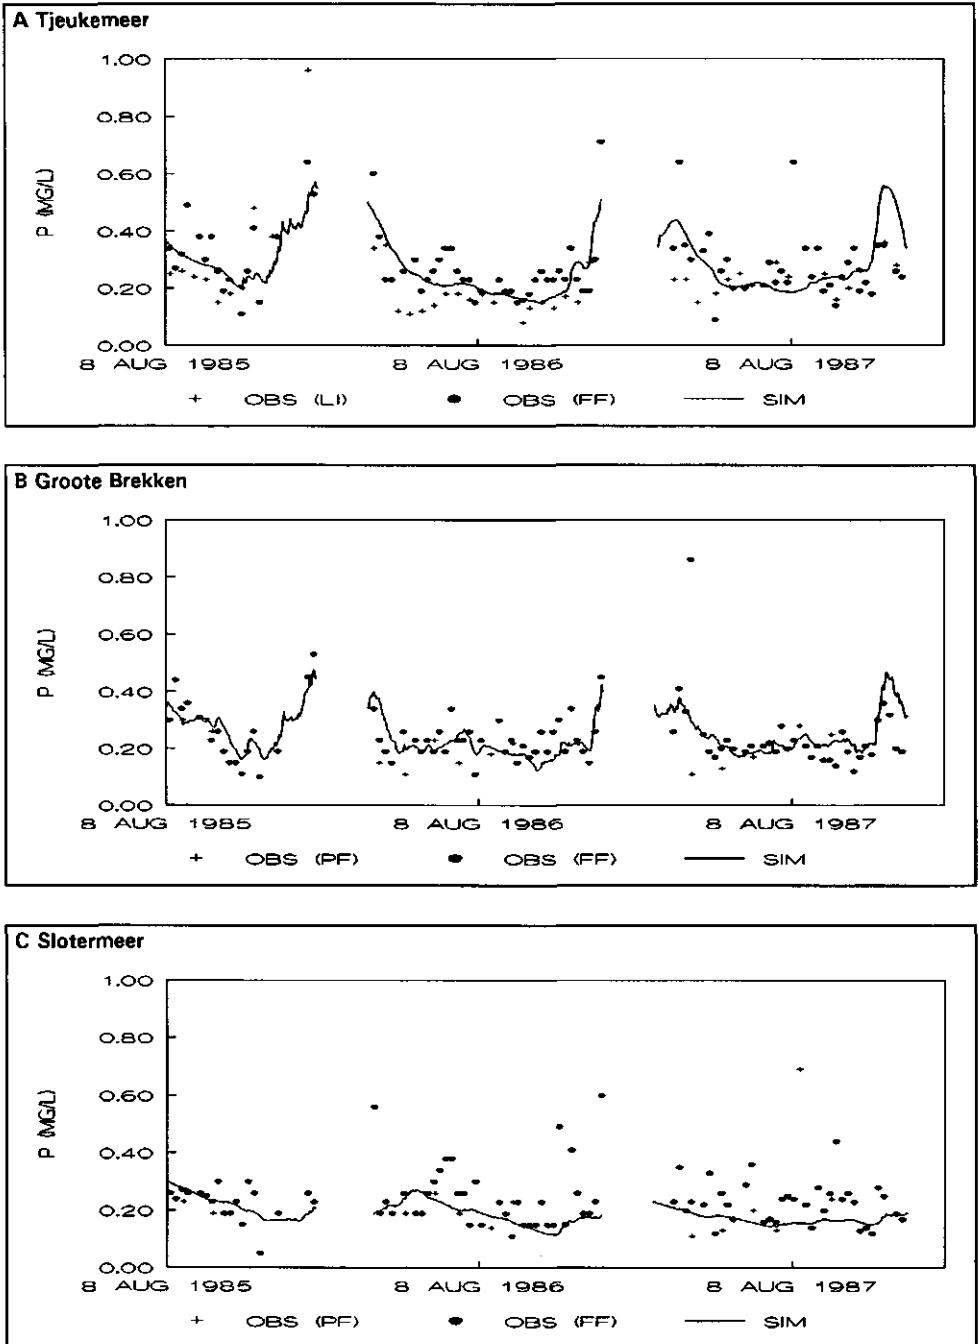 A Tjeukemeer
1.00
0.80
0.60
0.40
0.20
0.00
P (MG/L)
8 AUG 1985
8 AUG 1986
8 AUG 1987
+ OBS (LI)
● OBS (FF)
SIM
B Groote Brekken
1.00
0.80
0.60
0.40
0.20
0.00
P (MG/L)
8 AUG 1985
8 AUG 1986
8 AUG 1987
+ OBS (PF)
● OBS (FF)
SIM
C Slotermeer
1.00
0.80
0.60
0.40
0.20
0.00
P (MG/L)
8 AUG 1985
8 AUG 1986
8 AUG 1987
+ OBS (PF)
● OBS (FF)
SIM